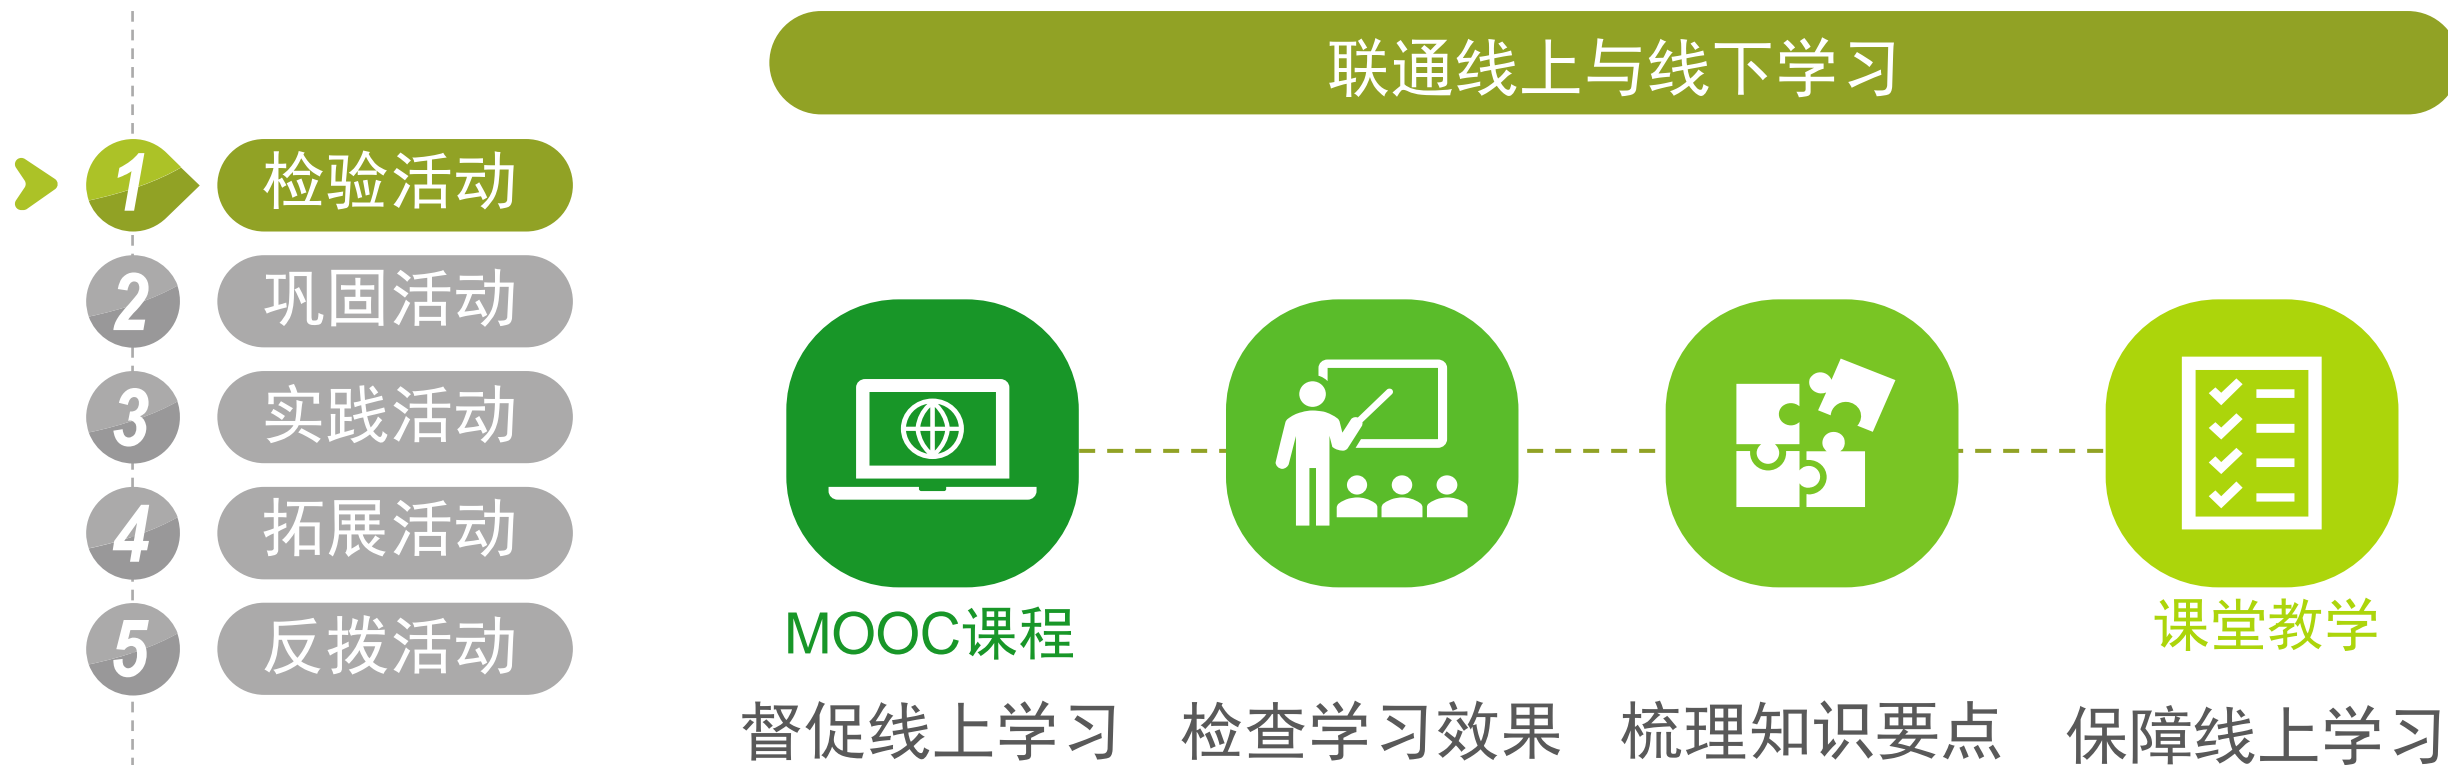 联通线上与线下学习
1 检验活动
2 巩固活动
3 实践活动
4 拓展活动
5 反拨活动
MOOC课程
课堂教学
督促线上学习
检查学习效果
梳理知识要点
保障线上学习